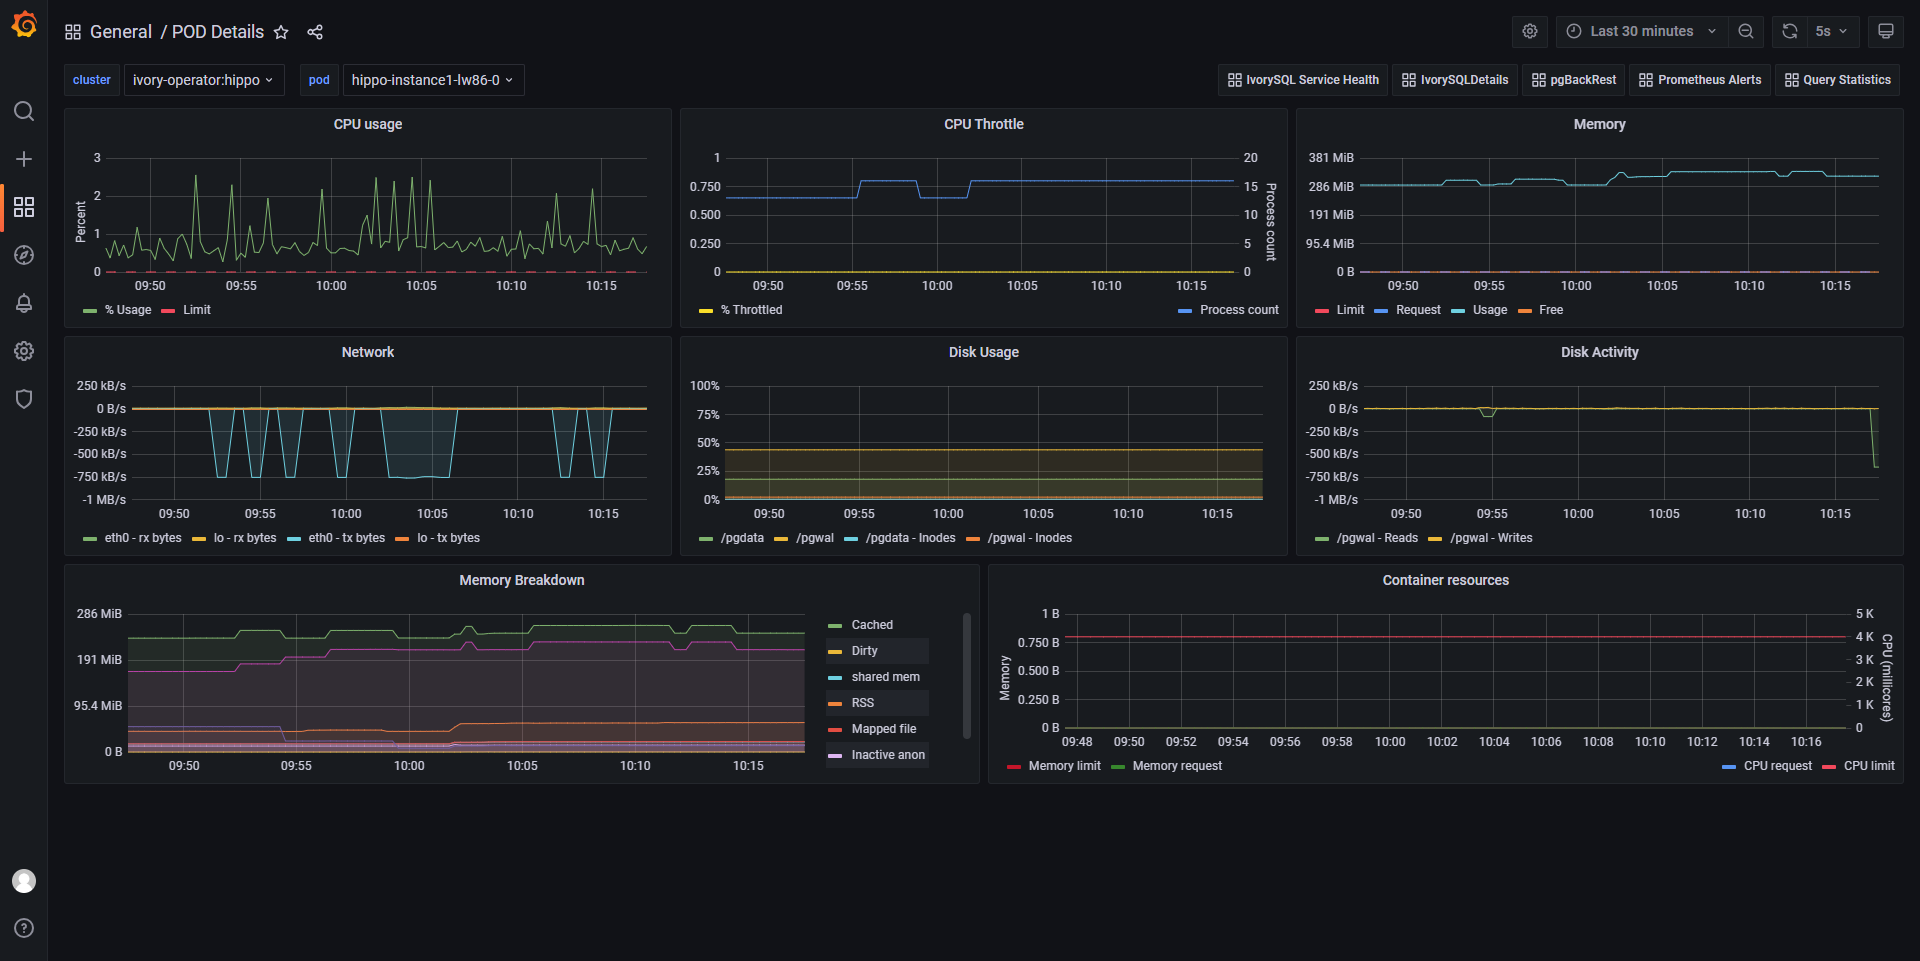 General / POD Details
Last 30 minutes
5s
cluster ivory-operator:hippo
pod hippo-instance1-lw86-0
IvorySQL Service Health
IvorySQLDetails
pgBackRest
Prometheus Alerts
Query Statistics
CPU usage
Percent
3
2
1
0
09:50 09:55 10:00 10:05 10:10 10:15
% Usage Limit
CPU Throttle
1
0.750
0.500
0.250
0
20
15
10
5
0
Process count
09:50 09:55 10:00 10:05 10:10 10:15
% Throttled Process count
Memory
381 MiB
286 MiB
191 MiB
95.4 MiB
0 B
09:50 09:55 10:00 10:05 10:10 10:15
Limit Request Usage Free
Network
250 kB/s
0 B/s
-250 kB/s
-500 kB/s
-750 kB/s
-1 MB/s
09:50 09:55 10:00 10:05 10:10 10:15
eth0 - rx bytes lo - rx bytes eth0 - tx bytes lo - tx bytes
Disk Usage
100%
75%
50%
25%
0%
09:50 09:55 10:00 10:05 10:10 10:15
/pgdata /pgwal /pgdata - Inodes /pgwal - Inodes
Disk Activity
250 kB/s
0 B/s
-250 kB/s
-500 kB/s
-750 kB/s
-1 MB/s
09:50 09:55 10:00 10:05 10:10 10:15
/pgwal - Reads /pgwal - Writes
Memory Breakdown
286 MiB
191 MiB
95.4 MiB
0 B
09:50 09:55 10:00 10:05 10:10 10:15
Cached
Dirty
shared mem
RSS
Mapped file
Inactive anon
Container resources
Memory
1 B
0.750 B
0.500 B
0.250 B
0 B
5 K
4 K
3 K
2 K
1 K
0
CPU (millicores)
09:48 09:50 09:52 09:54 09:56 09:58 10:00 10:02 10:04 10:06 10:08 10:10 10:12 10:14 10:16
Memory limit Memory request CPU request CPU limit